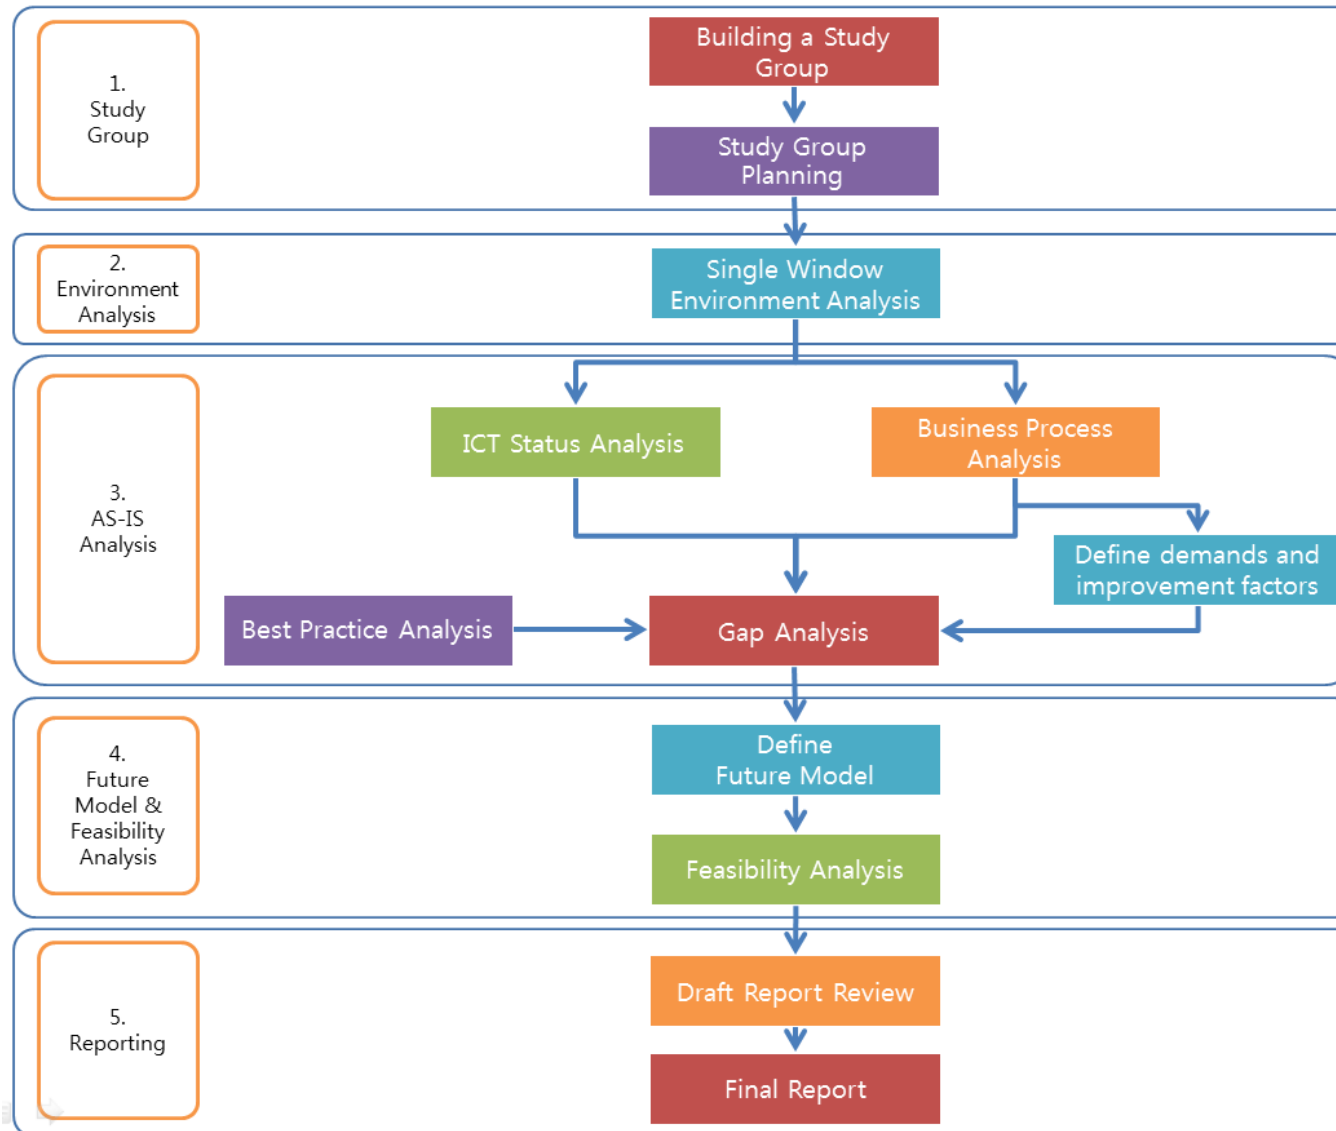 1.
Study
Group
Building a Study
Group
Study Group
Planning
2.
Environment
Analysis
Single Window
Environment Analysis
3.
AS-IS
Analysis
ICT Status Analysis
Business Process
Analysis
Define demands and
improvement factors
Best Practice Analysis
Gap Analysis
4.
Future
Model &
Feasibility
Analysis
Define
Future Model
Feasibility Analysis
5.
Reporting
Draft Report Review
Final Report